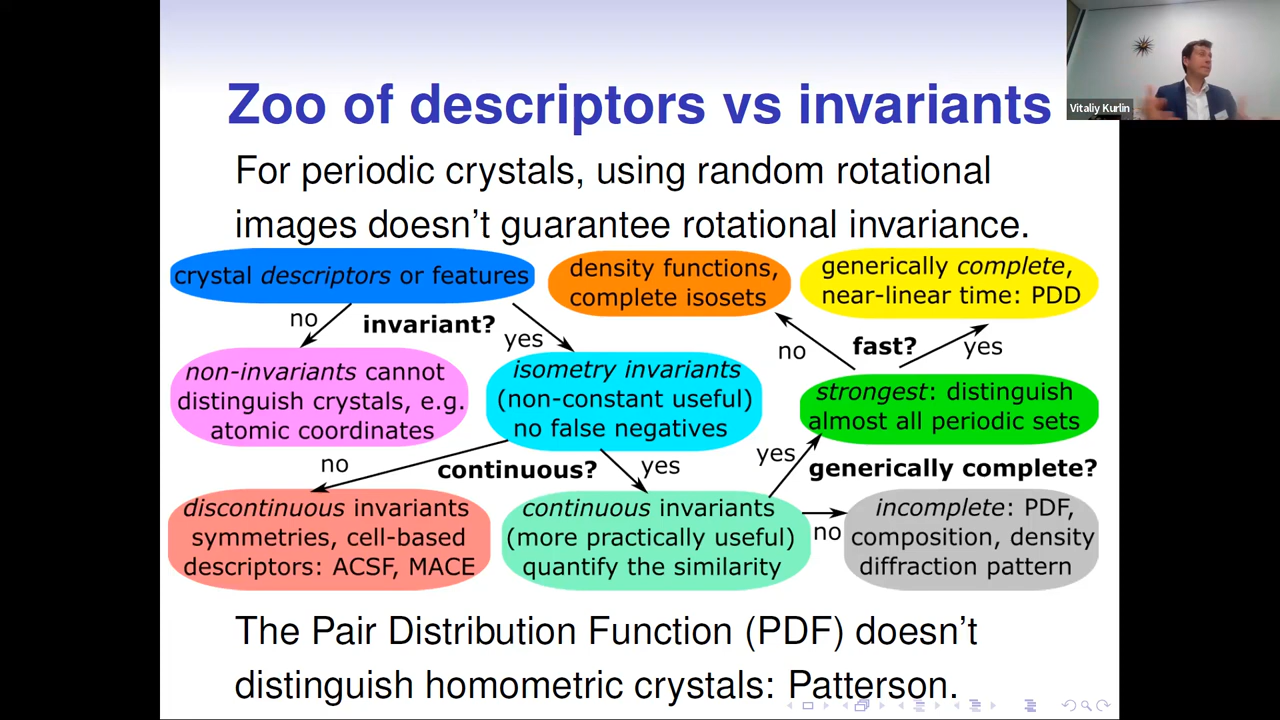 Zoo of descriptors vs invariants
Vitaliy Kurlin
For periodic crystals, using random rotational
images doesn't guarantee rotational invariance.
crystal descriptors or features
density functions,
complete isosets
generically complete,
near-linear time: PDD
no
invariant?
yes
no
fast?
yes
non-invariants cannot
distinguish crystals, e.g.
atomic coordinates
isometry invariants
(non-constant useful)
no false negatives
strongest: distinguish
almost all periodic sets
no
continuous?
yes
yes
generically complete?
discontinuous invariants
symmetries, cell-based
descriptors: ACSF, MACE
continuous invariants
(more practically useful)
quantify the similarity
no
incomplete: PDF,
composition, density
diffraction pattern
The Pair Distribution Function (PDF) doesn't
distinguish homometric crystals: Patterson.